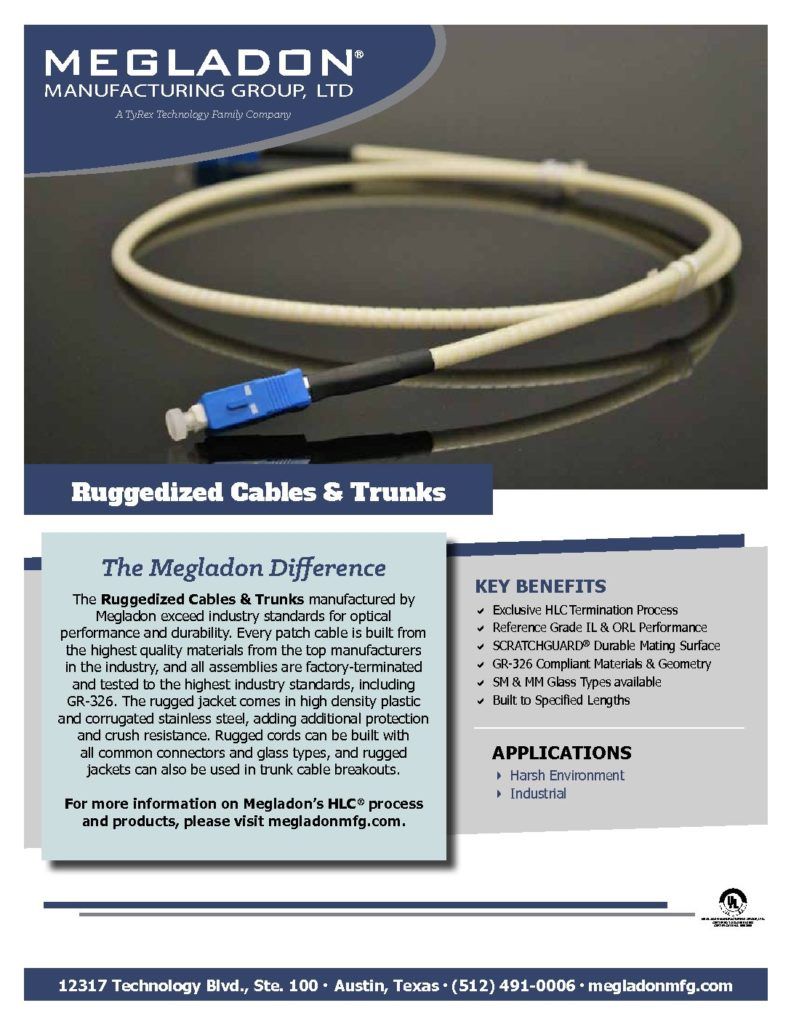 MEGLADON®
MANUFACTURING GROUP, LTD
A TyRex Technology Family Company
Ruggedized Cables & Trunks
The Megladon Difference
The Ruggedized Cables & Trunks manufactured by
Megladon exceed industry standards for optical
performance and durability. Every patch cable is built from
the highest quality materials from the top manufacturers
in the industry, and all assemblies are factory-terminated
and tested to the highest industry standards, including
GR-326. The rugged jacket comes in high density plastic
and corrugated stainless steel, adding additional protection
and crush resistance. Rugged cords can be built with
all common connectors and glass types, and rugged
jackets can also be used in trunk cable breakouts.
For more information on Megladon's HLC® process
and products, please visit megladonmfg.com.
KEY BENEFITS
Exclusive HLC Termination Process
Reference Grade IL & ORL Performance
SCRATCHGUARD® Durable Mating Surface
GR-326 Compliant Materials & Geometry
SM & MM Glass Types available
Built to Specified Lengths
APPLICATIONS
Harsh Environment
Industrial
UL
12317 Technology Blvd., Ste. 100 · Austin, Texas · (512) 491-0006 · megladonmfg.com